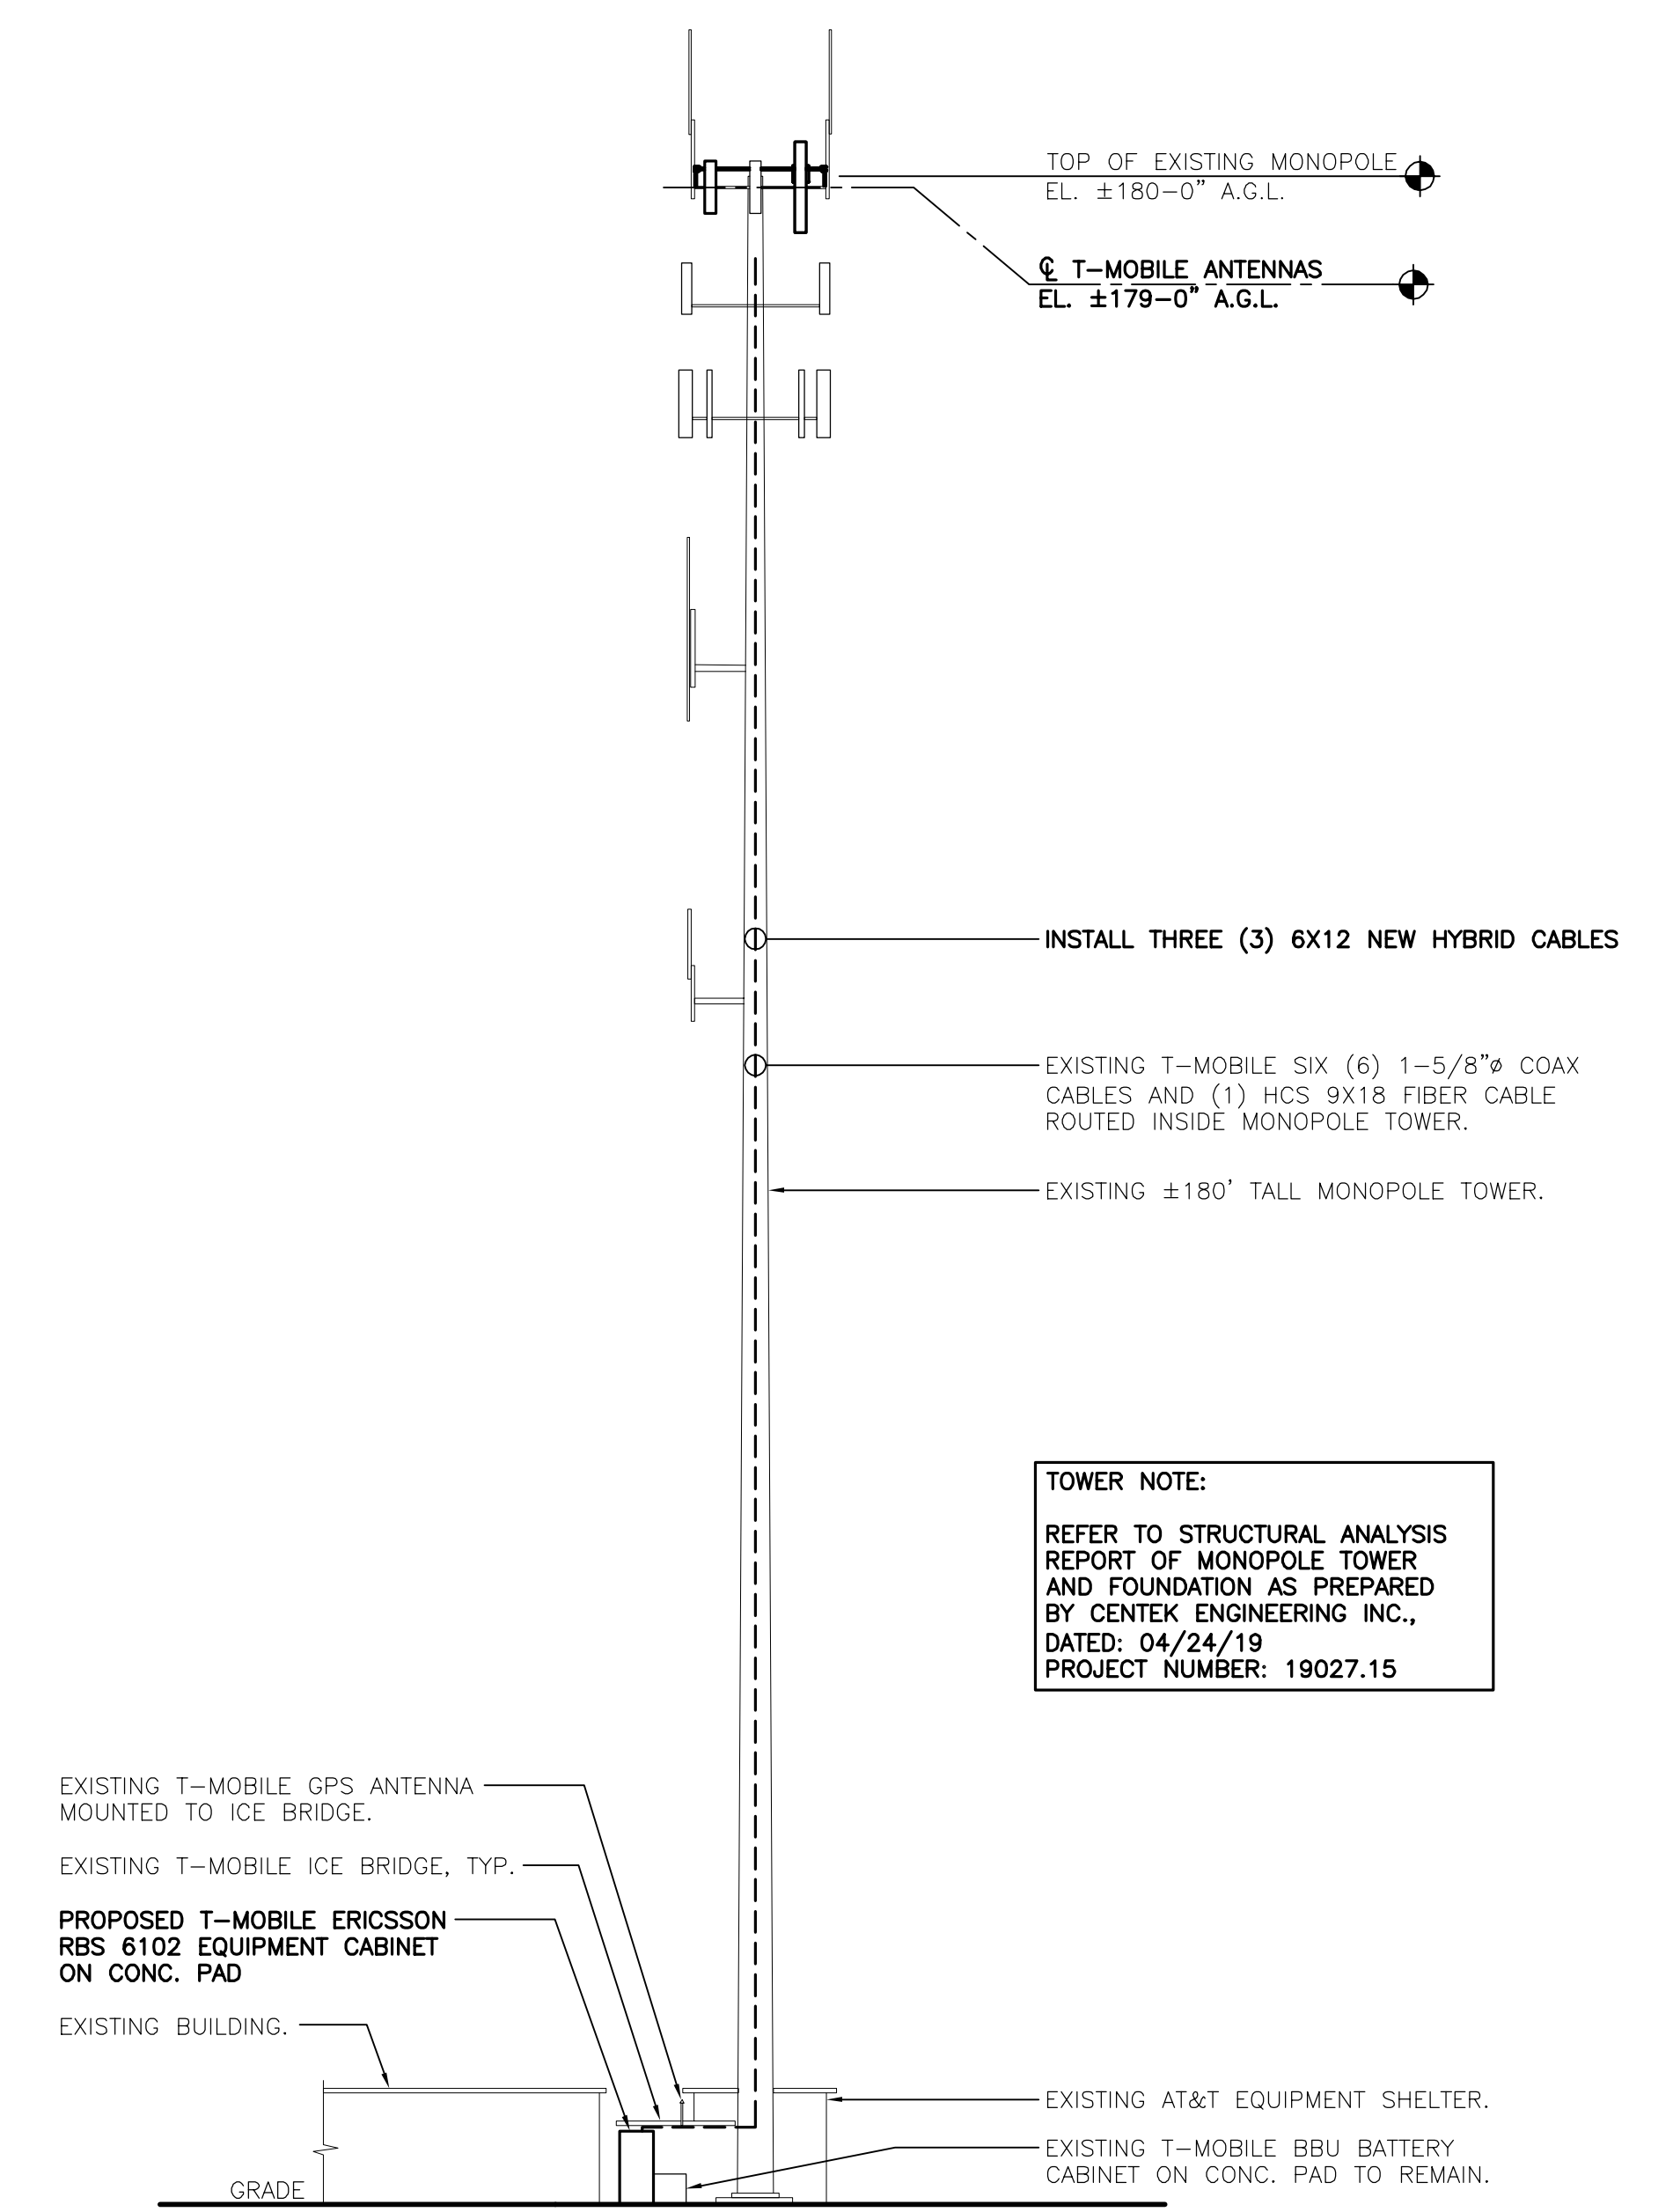 TOP OF EXISTING MONOPOLE
EL. ±180-0" A.G.L.
℄ T-MOBILE ANTENNAS
EL. ±179-0" A.G.L.
INSTALL THREE (3) 6X12 NEW HYBRID CABLES
EXISTING T-MOBILE SIX (6) 1-5/8"ø COAX
CABLES AND (1) HCS 9X18 FIBER CABLE
ROUTED INSIDE MONOPOLE TOWER.
EXISTING ±180' TALL MONOPOLE TOWER.
TOWER NOTE:
REFER TO STRUCTURAL ANALYSIS
REPORT OF MONOPOLE TOWER
AND FOUNDATION AS PREPARED
BY CENTEK ENGINEERING INC.,
DATED: 04/24/19
PROJECT NUMBER: 19027.15
EXISTING T-MOBILE GPS ANTENNA
MOUNTED TO ICE BRIDGE.
EXISTING T-MOBILE ICE BRIDGE, TYP.
PROPOSED T-MOBILE ERICSSON
RBS 6102 EQUIPMENT CABINET
ON CONC. PAD
EXISTING BUILDING.
GRADE
EXISTING AT&T EQUIPMENT SHELTER.
EXISTING T-MOBILE BBU BATTERY
CABINET ON CONC. PAD TO REMAIN.